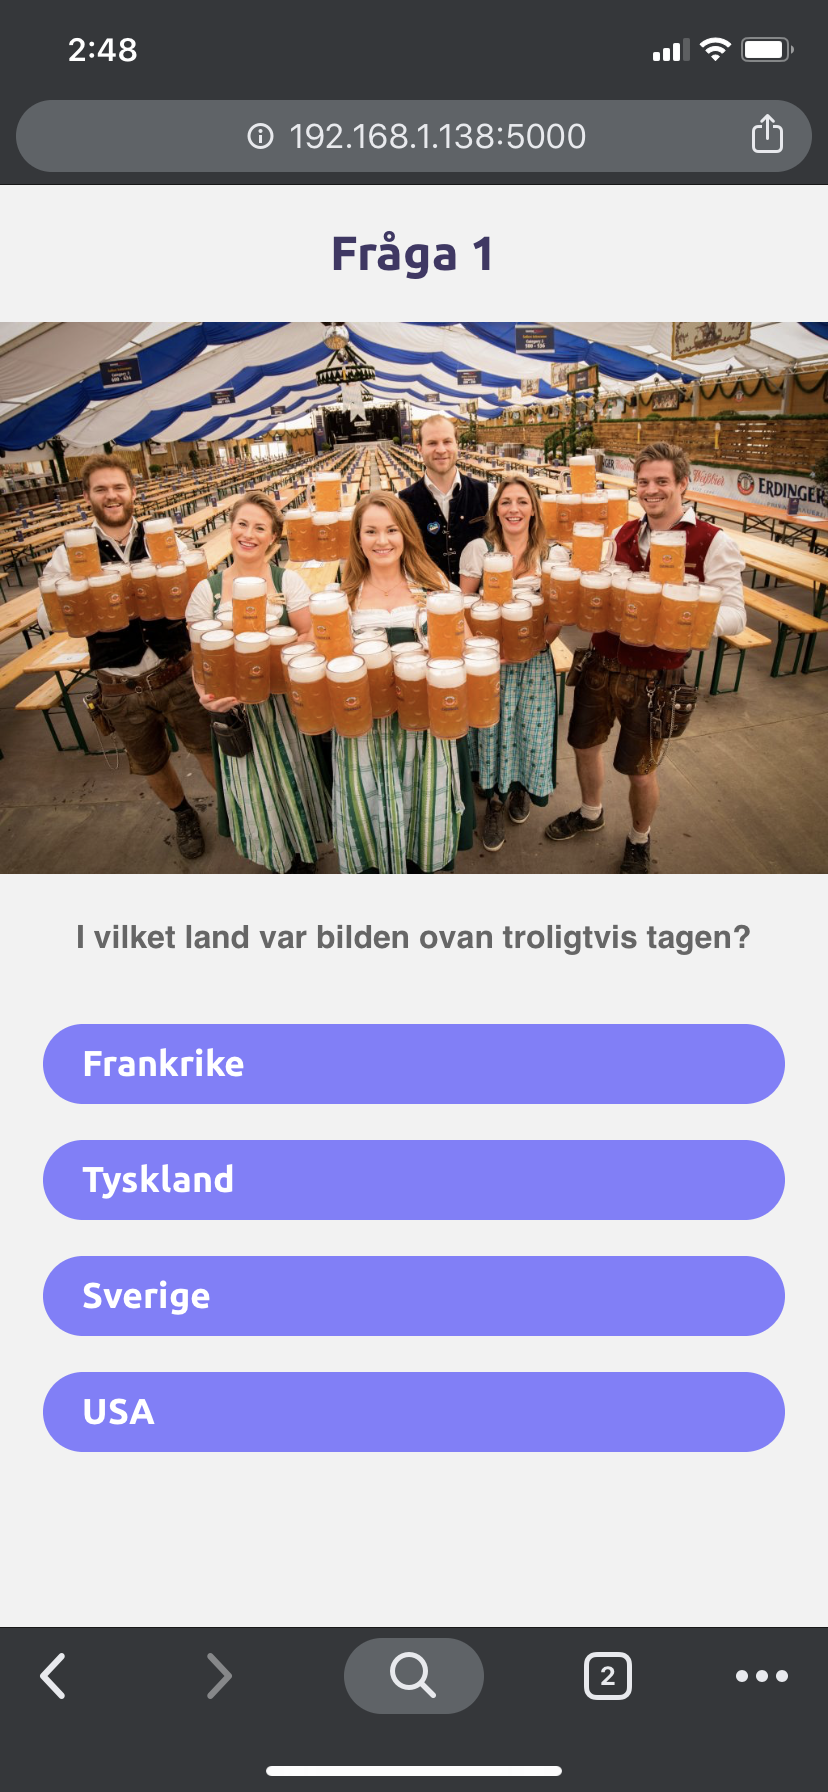 2:48
192.168.1.138:5000
Fråga 1
ERDINGER
I vilket land var bilden ovan troligtvis tagen?
Frankrike
Tyskland
Sverige
USA
2